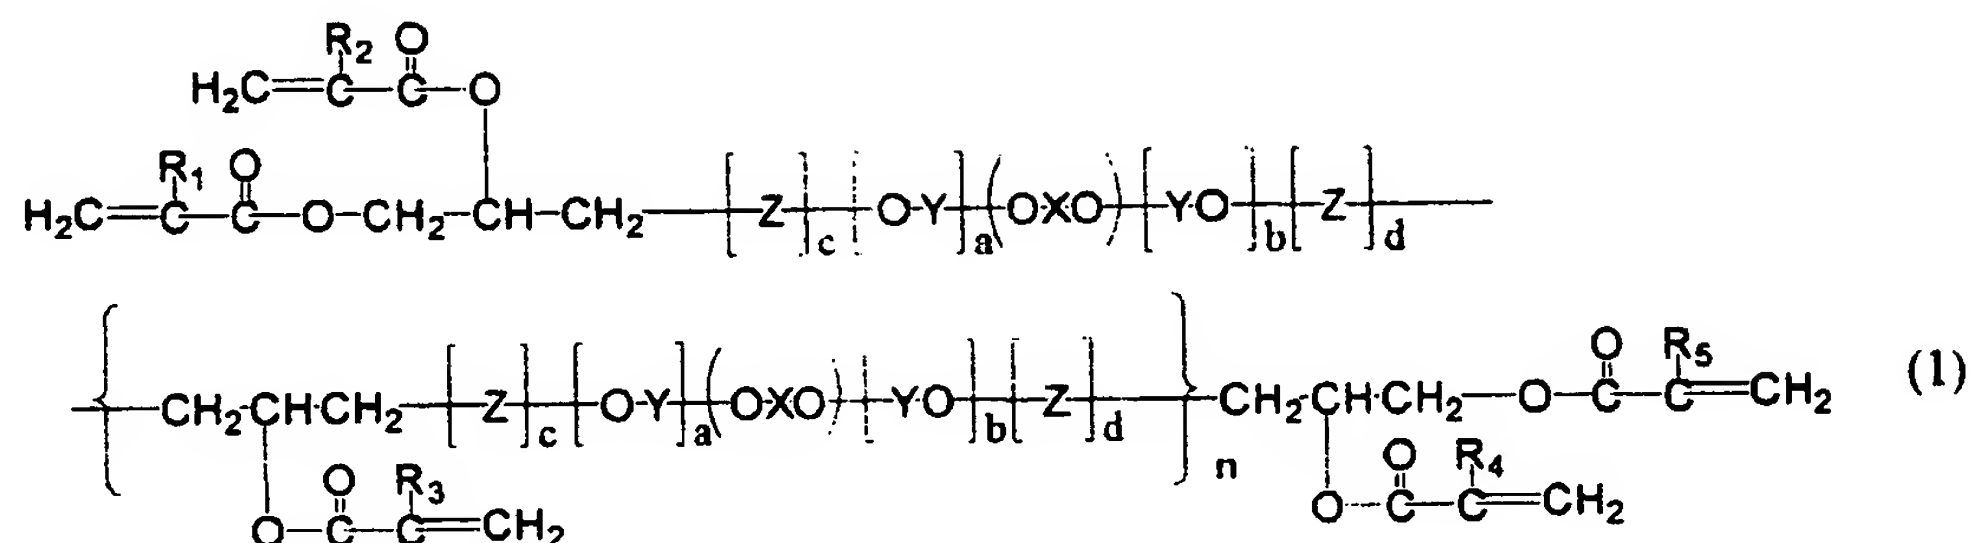 R2 O
H2C=C—C—O
R1 O
H2C=C—C—O—CH2—CH—CH2—[Z]c—[O-Y]a—(OXO)—[YO]b—[Z]d—
{—CH2-CH-CH2—[Z]c—[O-Y]a—(OXO)—[YO]b—[Z]d—}n—CH2-CH-CH2—O—C—C=CH2 (1)
O R5
O R3
O—C—C=CH2
O R4
O—C—C=CH2